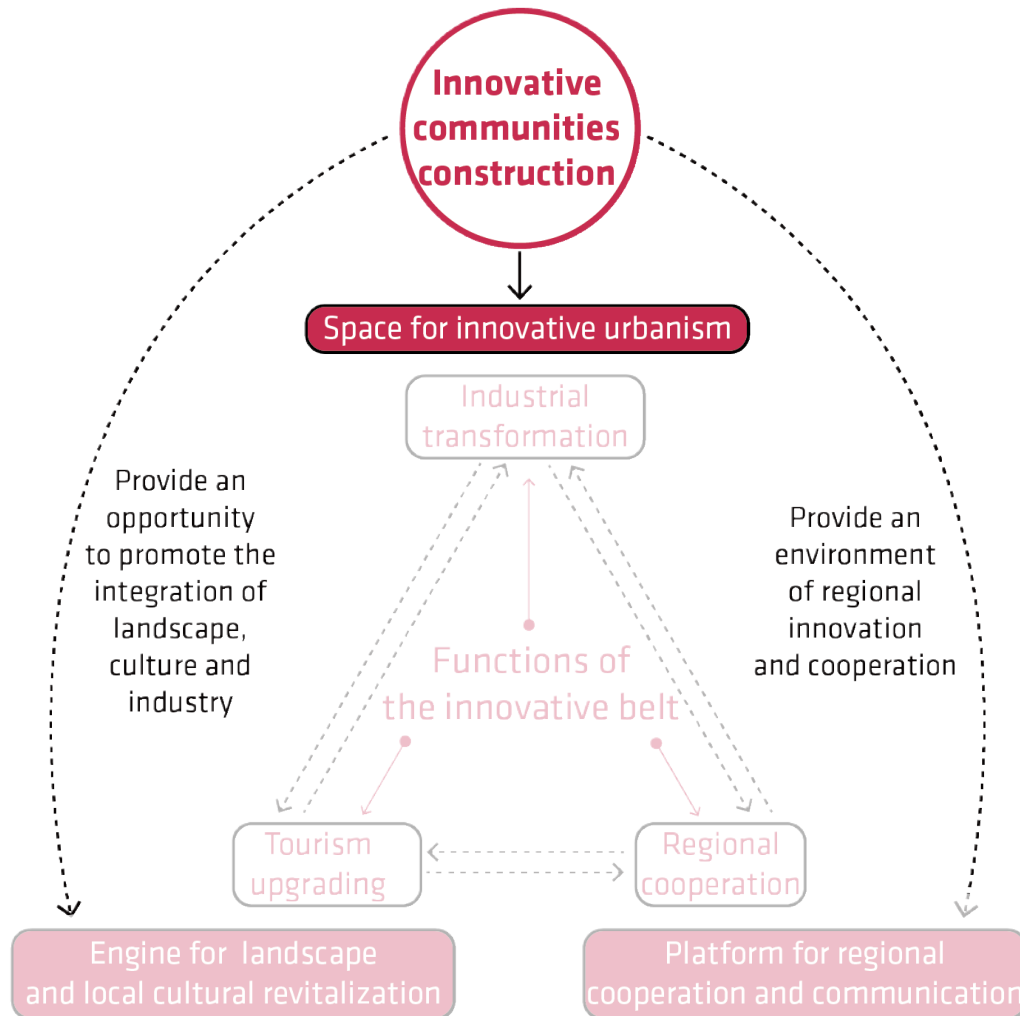 Innovative
communities
construction
Space for innovative urbanism
Industrial
transformation
Provide an
opportunity
to promote the
integration of
landscape,
culture and
industry
Provide an
environment
of regional
innovation
and cooperation
Functions of
the innovative belt
Tourism
upgrading
Regional
cooperation
Engine for landscape
and local cultural revitalization
Platform for regional
cooperation and communication